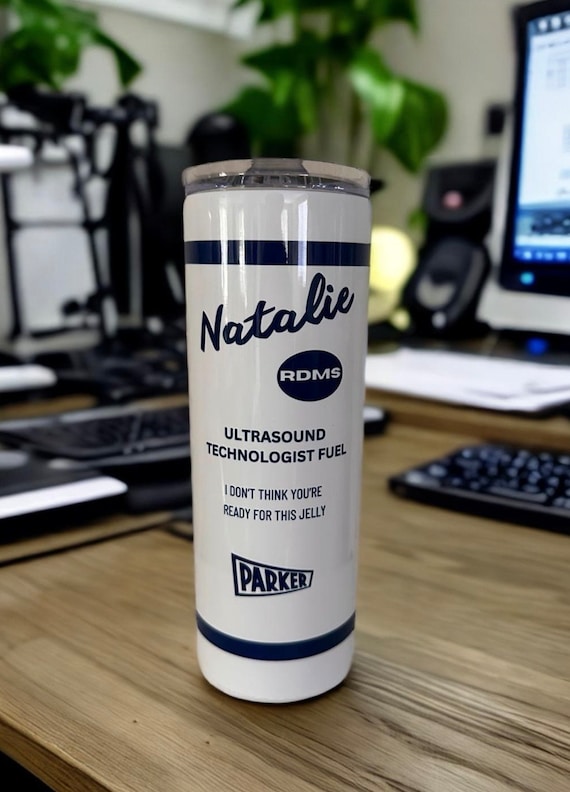 Natalie
RDMS
ULTRASOUND
TECHNOLOGIST FUEL
I DON'T THINK YOU'RE
READY FOR THIS JELLY
PARKER